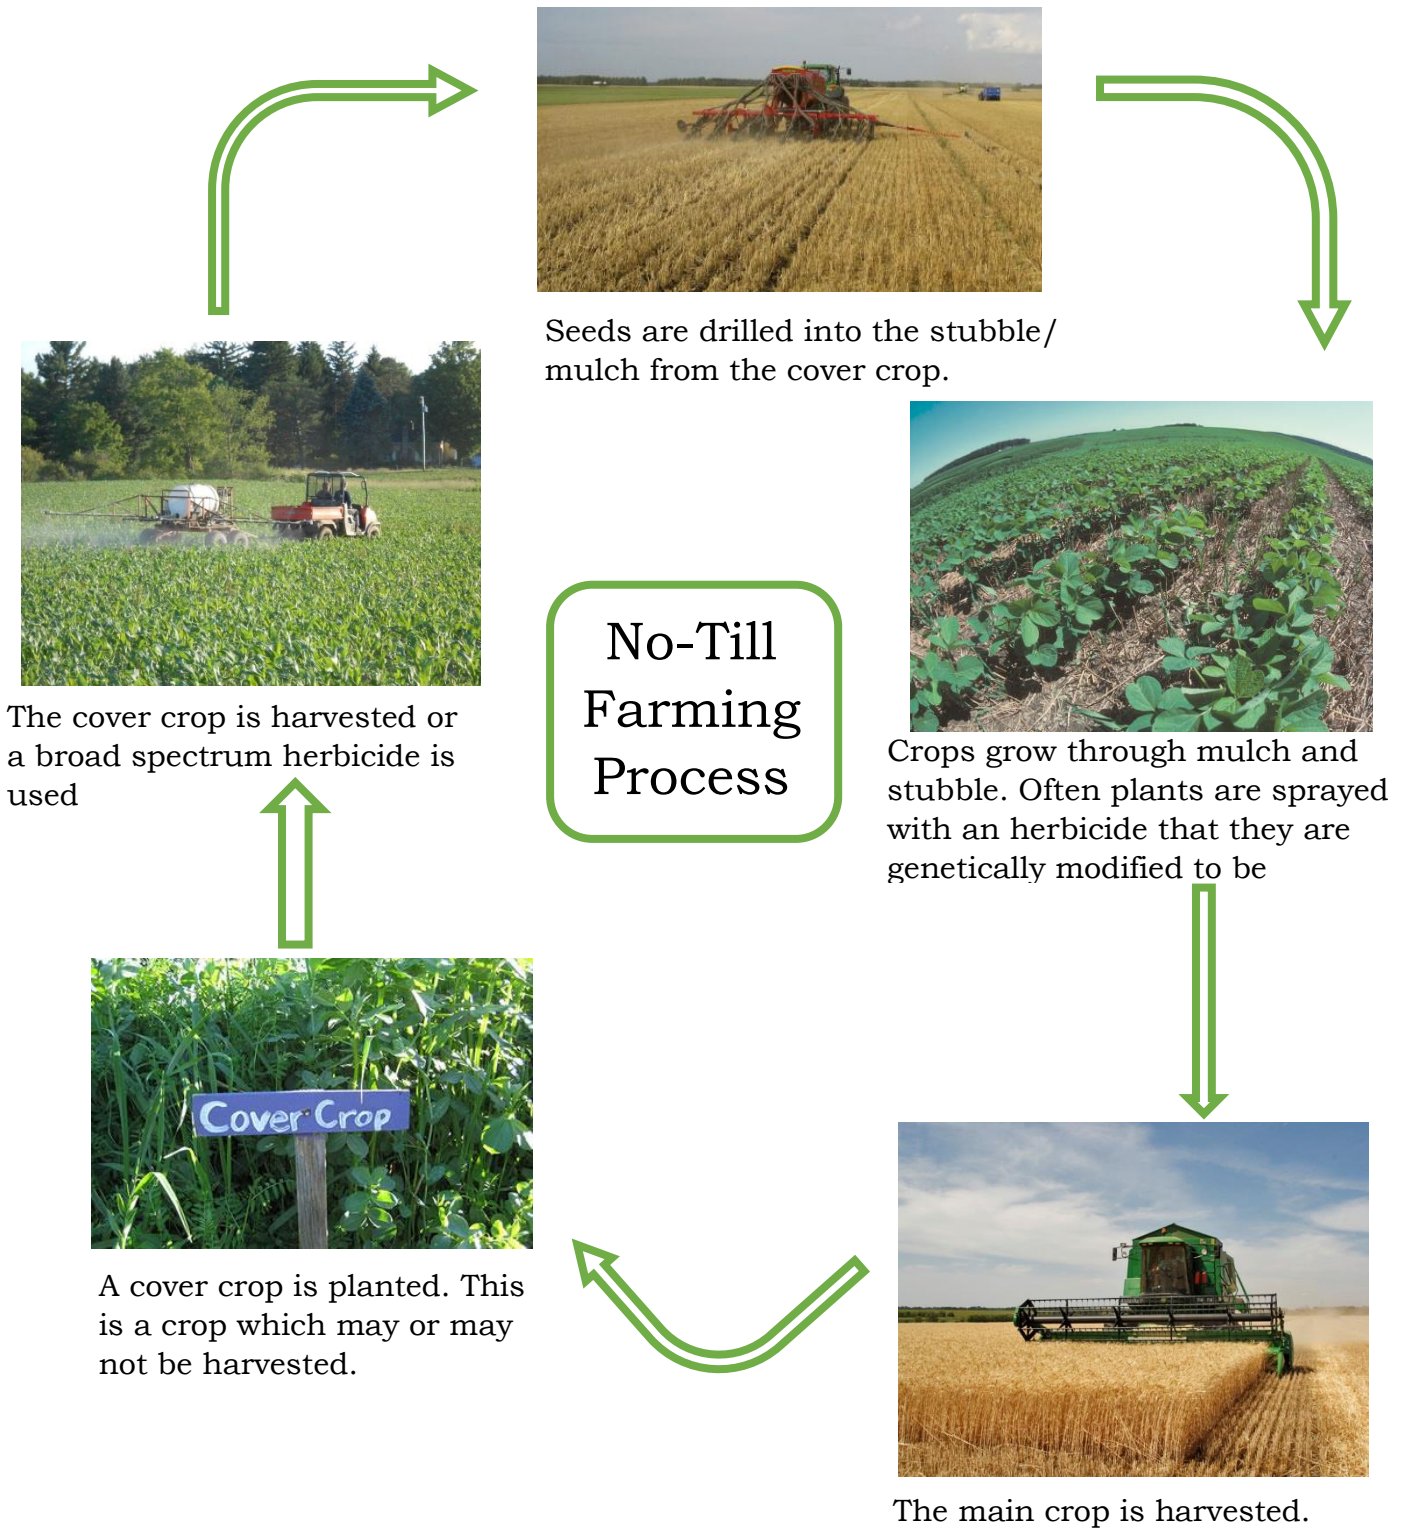 Seeds are drilled into the stubble/
mulch from the cover crop.
The cover crop is harvested or
a broad spectrum herbicide is
used
No-Till
Farming
Process
Crops grow through mulch and
stubble. Often plants are sprayed
with an herbicide that they are
genetically modified to be
Cover Crop
A cover crop is planted. This
is a crop which may or may
not be harvested.
The main crop is harvested.